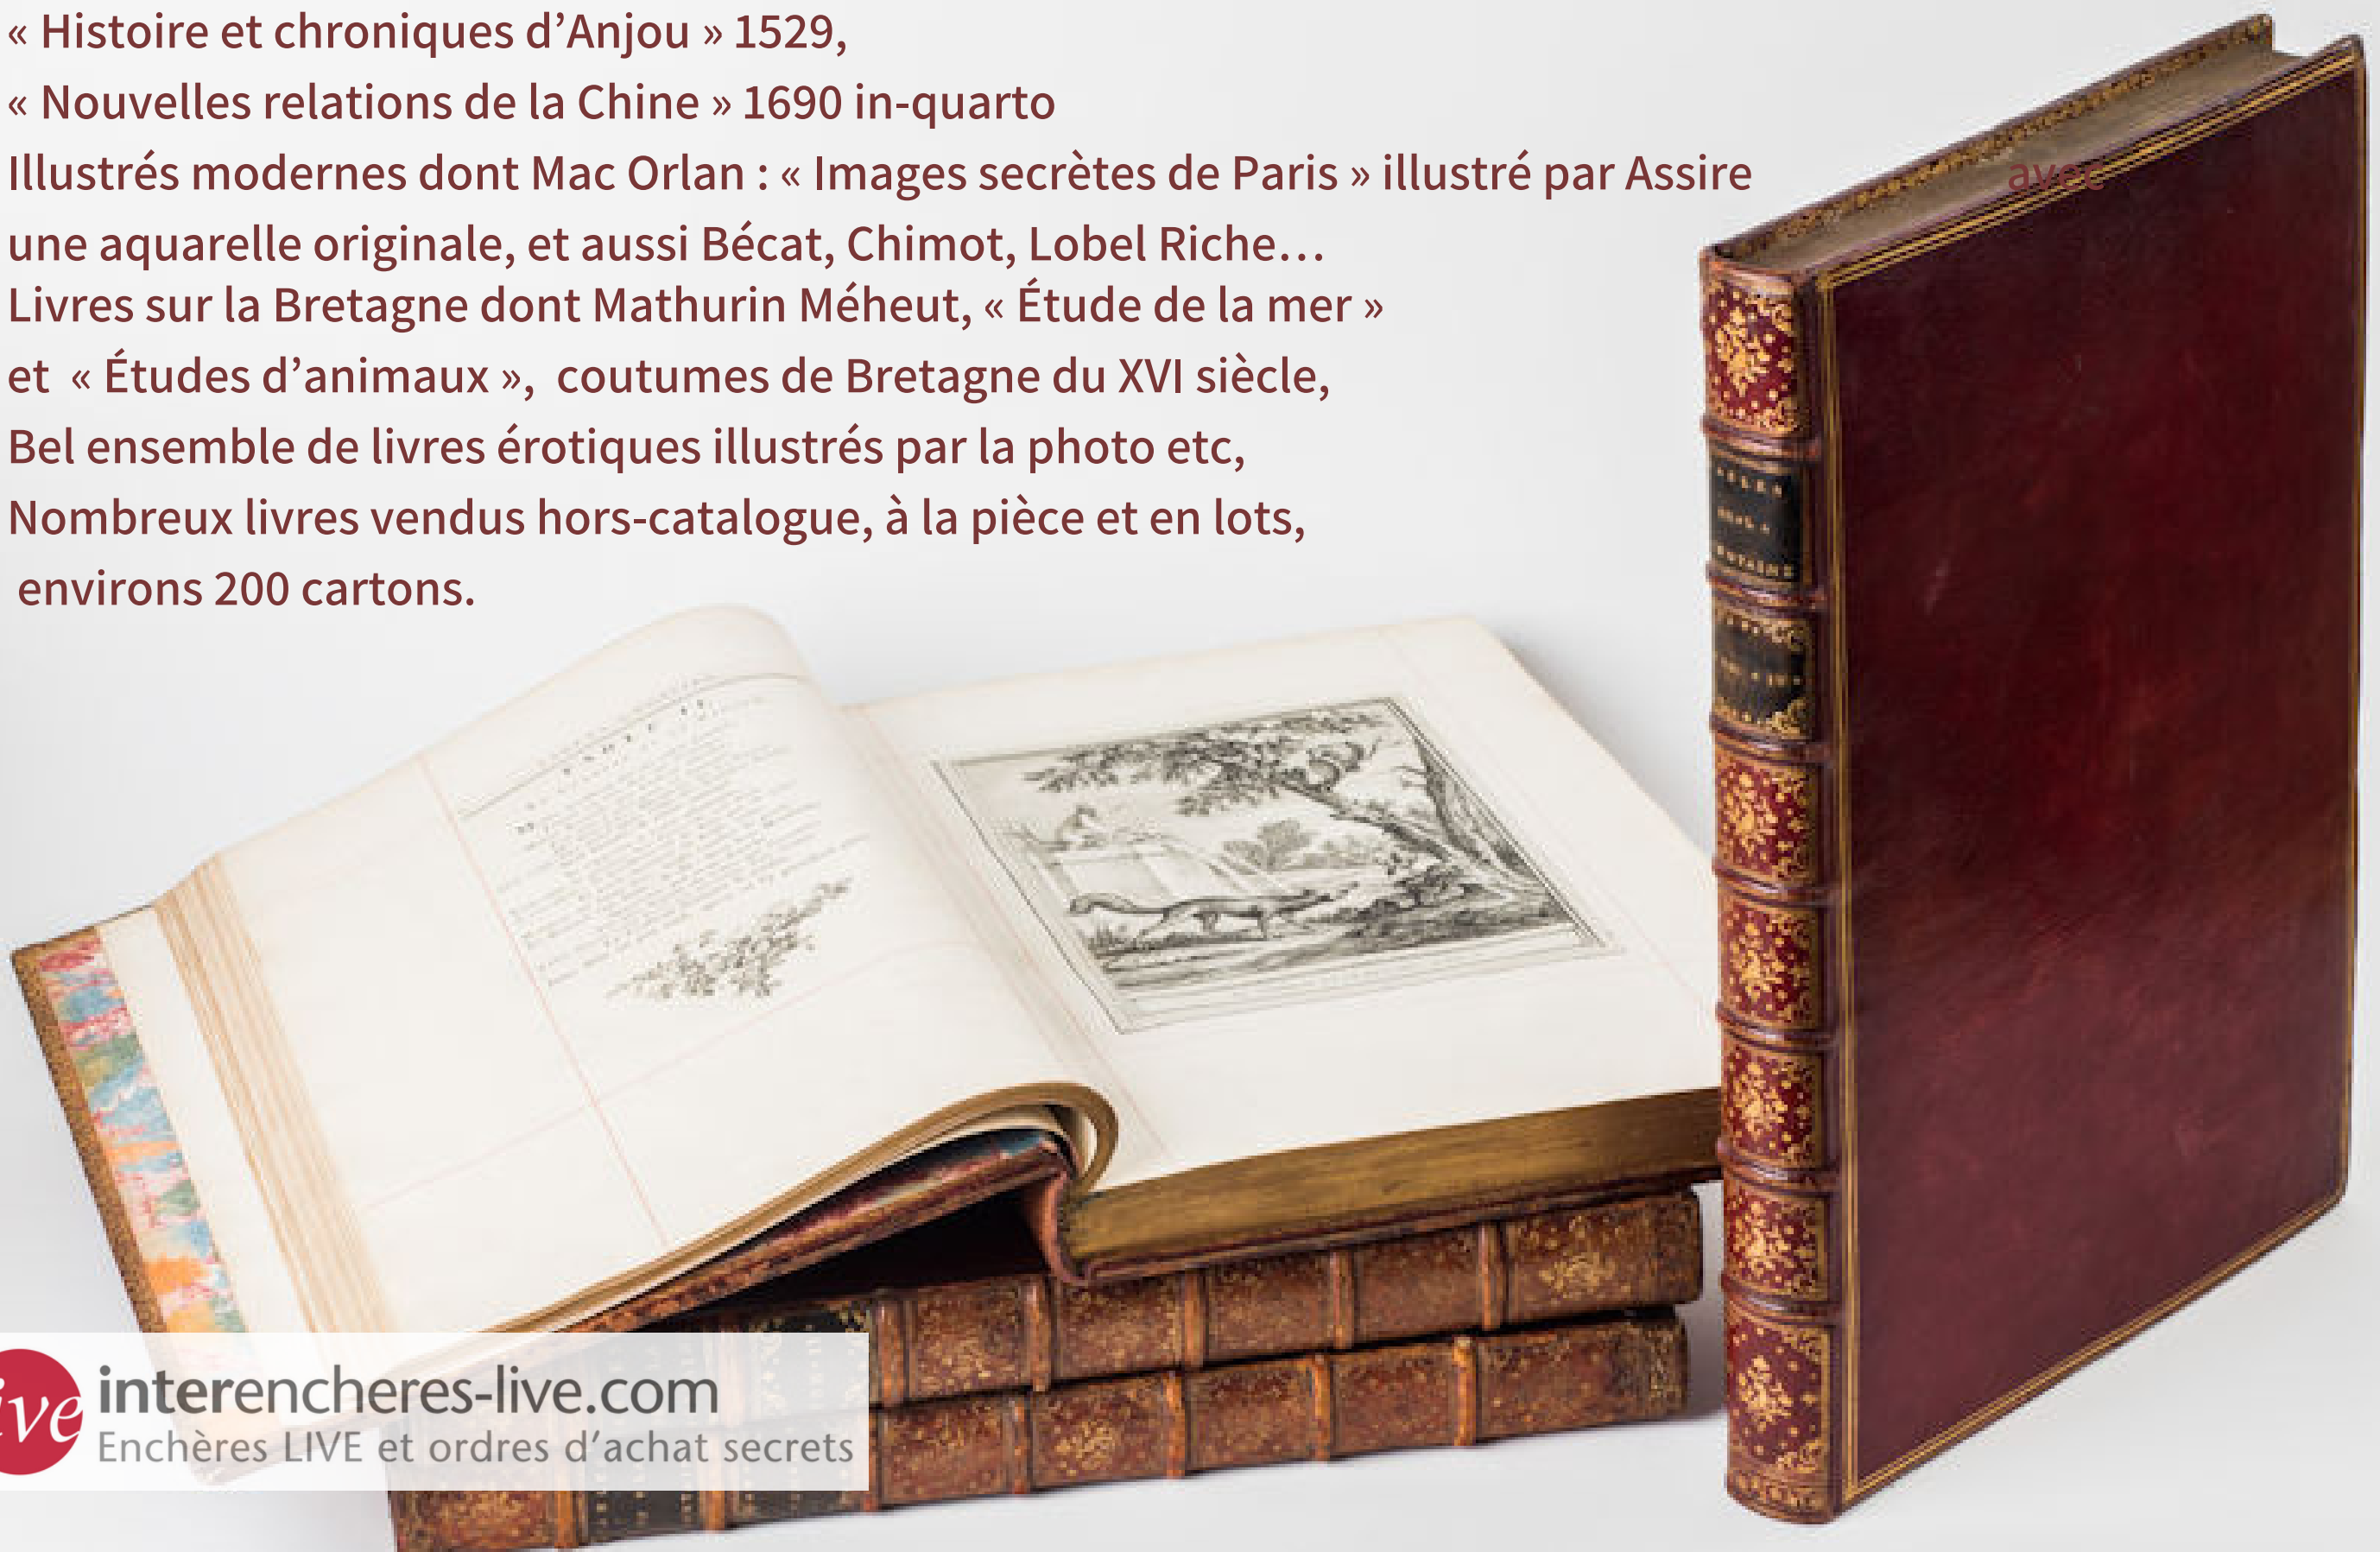 « Histoire et chroniques d’Anjou » 1529,
« Nouvelles relations de la Chine » 1690 in-quarto
Illustrés modernes dont Mac Orlan : « Images secrètes de Paris » illustré par Assire avec
une aquarelle originale, et aussi Bécat, Chimot, Lobel Riche…
Livres sur la Bretagne dont Mathurin Méheut, « Étude de la mer »
et « Études d’animaux », coutumes de Bretagne du XVI siècle,
Bel ensemble de livres érotiques illustrés par la photo etc,
Nombreux livres vendus hors-catalogue, à la pièce et en lots,
environs 200 cartons.
interencheres-live.com
Enchères LIVE et ordres d’achat secrets